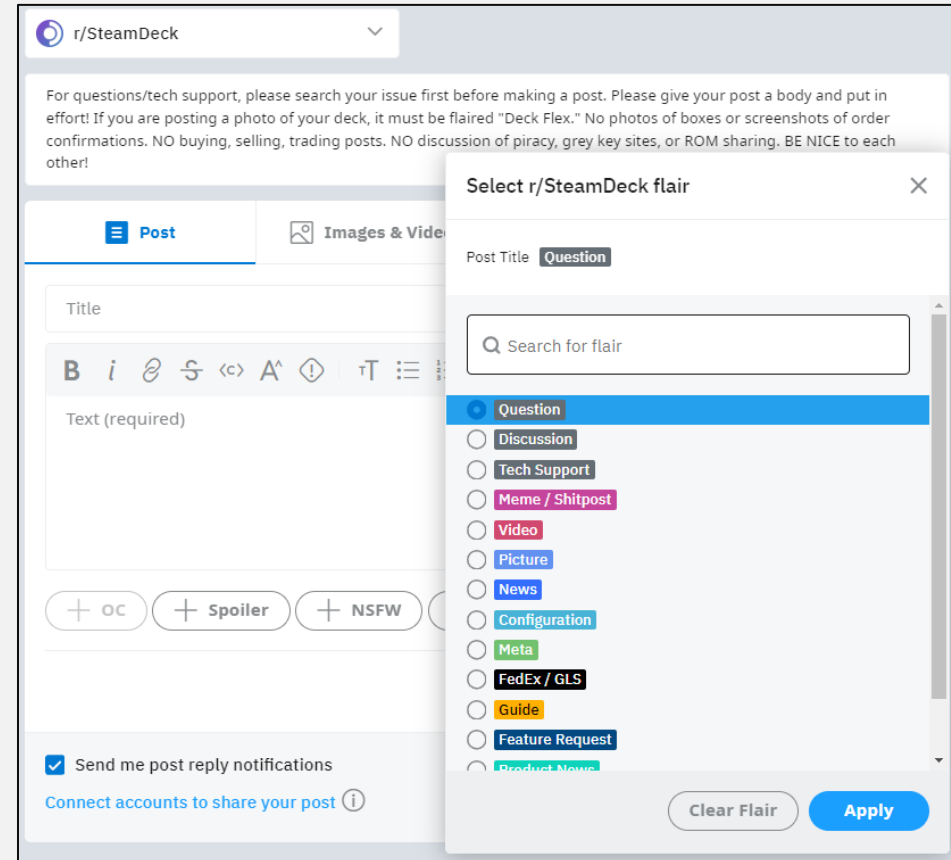 r/SteamDeck
For questions/tech support, please search your issue first before making a post. Please give your post a body and put in
effort! If you are posting a photo of your deck, it must be flaired "Deck Flex." No photos of boxes or screenshots of order
confirmations. NO buying, selling, trading posts. NO discussion of piracy, grey key sites, or ROM sharing. BE NICE to each
other!
Post
Images & Vide
Title
B i <c> A^ T
Text (required)
+ OC + Spoiler + NSFW
Send me post reply notifications
Connect accounts to share your post
Select r/SteamDeck flair
Post Title Question
Search for flair
Question
Discussion
Tech Support
Meme / Shitpost
Video
Picture
News
Configuration
Meta
FedEx / GLS
Guide
Feature Request
Product News
Clear Flair
Apply